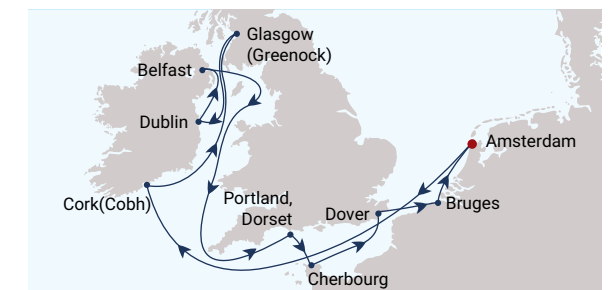 Glasgow
(Greenock)
Belfast
Dublin
Amsterdam
Cork(Cobh)
Portland,
Dorset
Dover
Bruges
Cherbourg